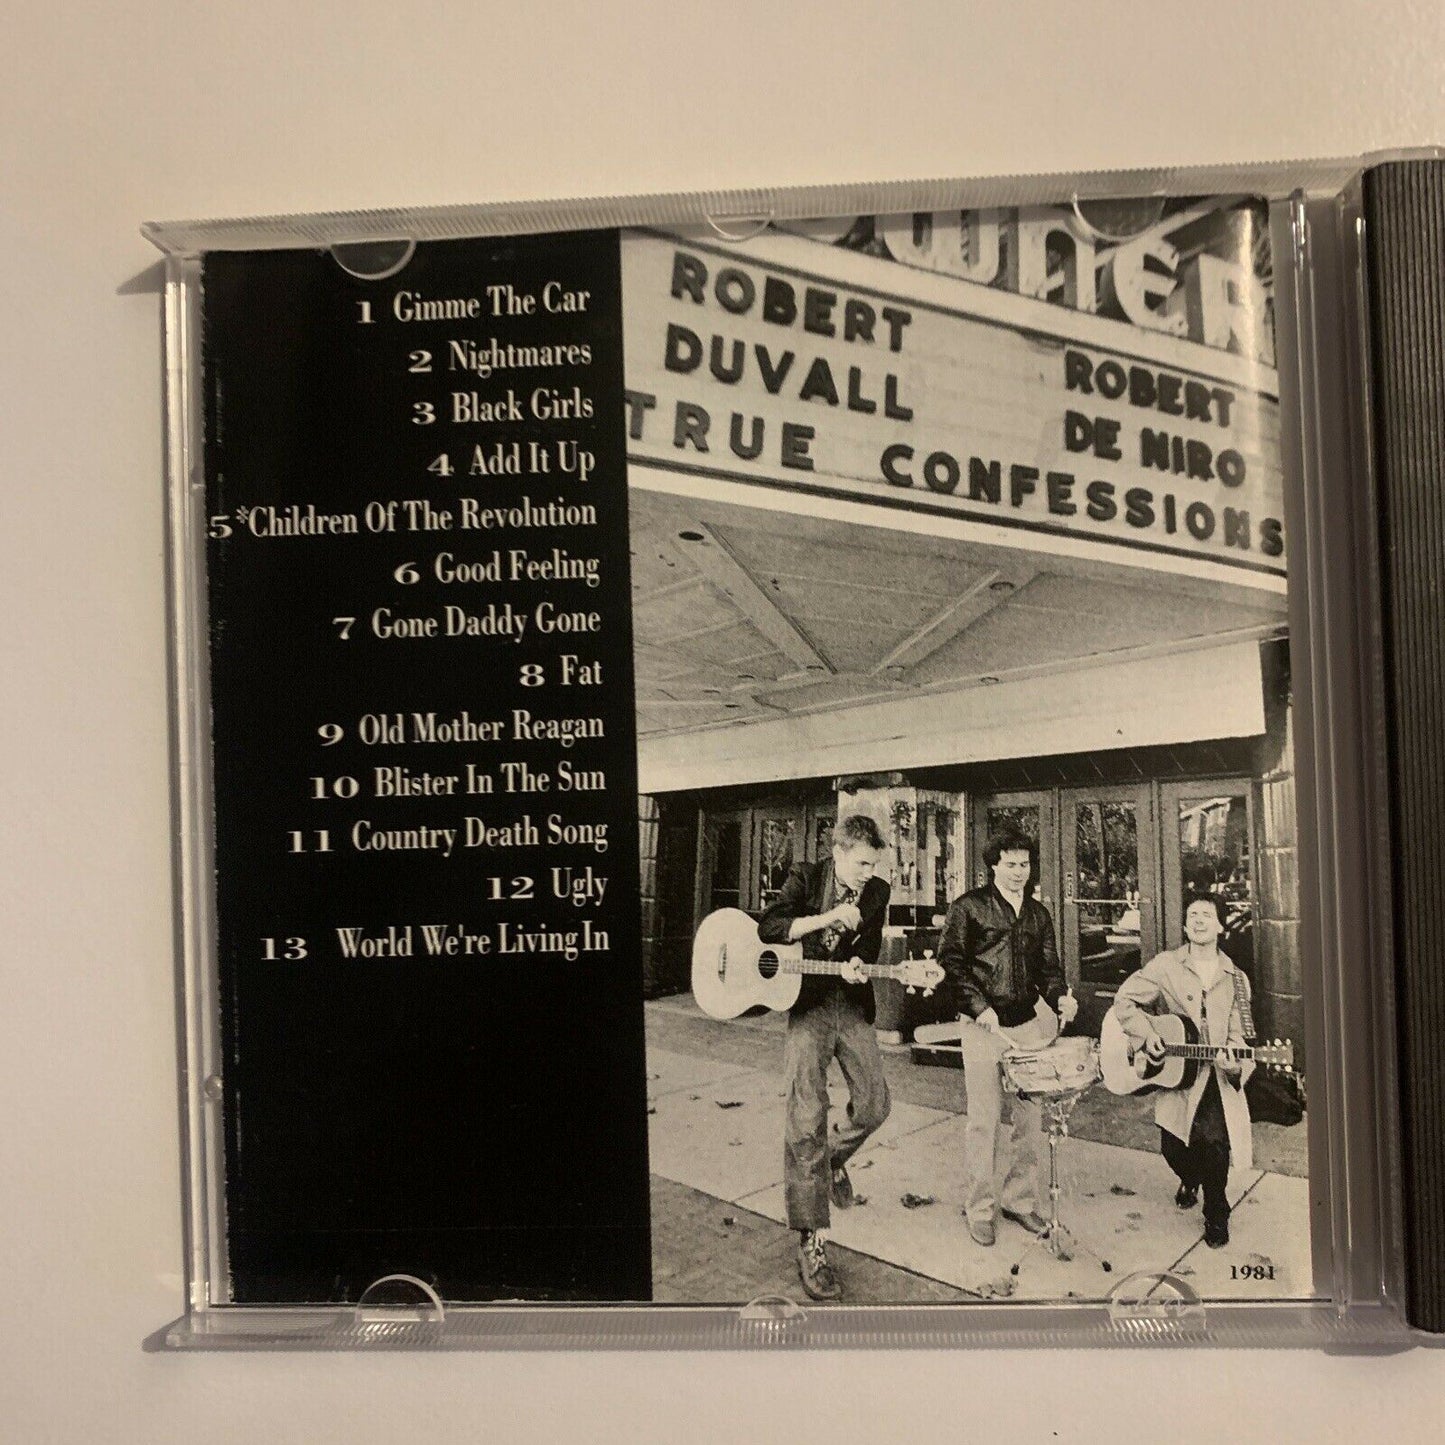 1 Gimme The Car
2 Nightmares
3 Black Girls
4 Add It Up
5*Children Of The Revolution
6 Good Feeling
7 Gone Daddy Gone
8 Fat
9 Old Mother Reagan
10 Blister In The Sun
11 Country Death Song
12 Ugly
13 World We're Living In
ROBERT
DUVALL
ROBERT
DE NIRO
TRUE CONFESSIONS
1981